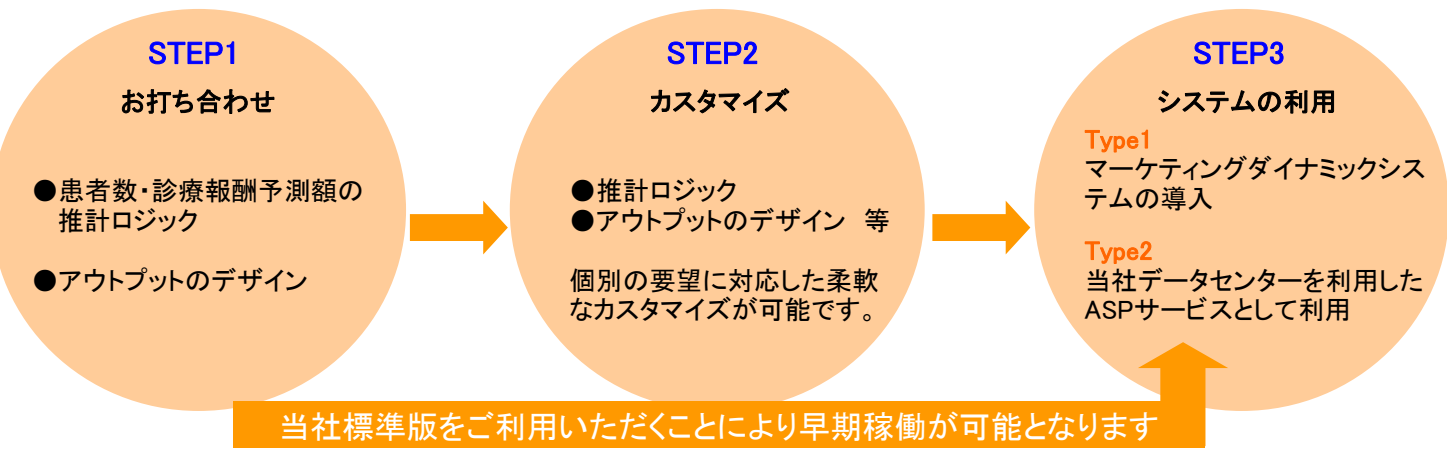 STEP1
お打ち合わせ
●患者数・診療報酬予測額の
推計ロジック
●アウトプットのデザイン
STEP2
カスタマイズ
●推計ロジック
●アウトプットのデザイン　等
個別の要望に対応した柔軟
なカスタマイズが可能です。
STEP3
システムの利用
Type1
マーケティングダイナミックシス
テムの導入
Type2
当社データセンターを利用した
ASPサービスとして利用
当社標準版をご利用いただくことにより早期稼働が可能となります